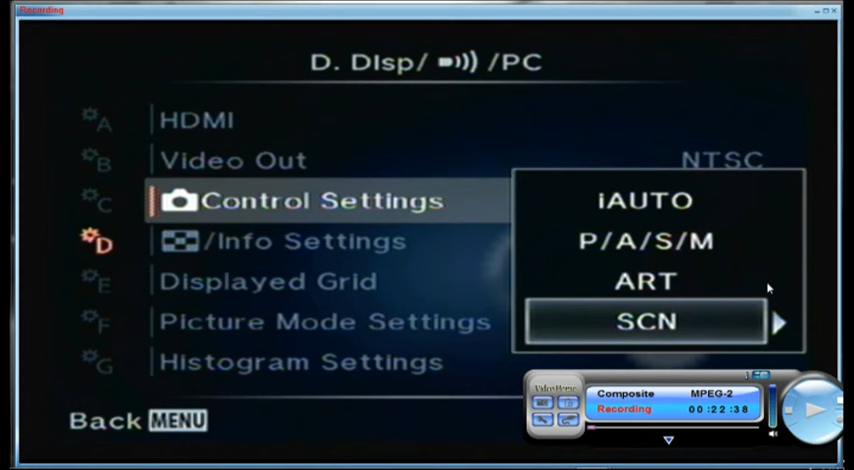 Recording
D. DIsp/ /PC
A HDMI
B Video Out NTSC
C Control Settings
iAUTO
D /Info Settings
P/A/S/M
E Displayed Grid
ART
F Picture Mode Settings
SCN
G Histogram Settings
Back MENU
VideoHome
Composite MPEG-2
Recording 00:22:38